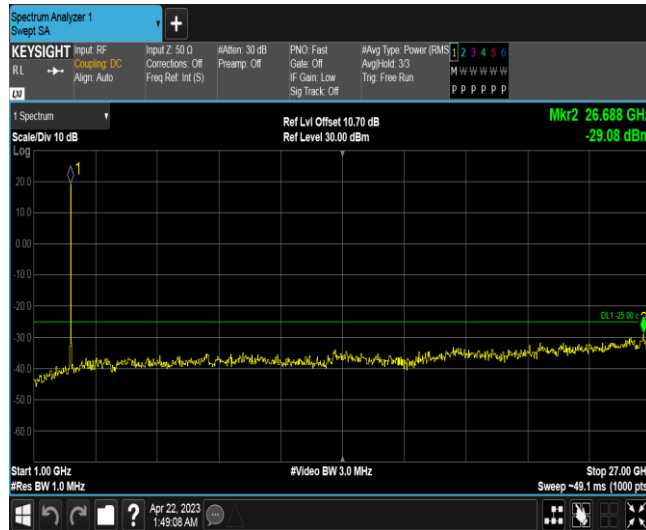 Spectrum Analyzer 1
Swept SA
+
KEYSIGHT
RL
LXI
Input: RF
Coupling: DC
Align: Auto
Input Z: 50 Ω
Corrections: Off
Freq Ref: Int (S)
#Atten: 30 dB
Preamp: Off
PNO: Fast
Gate: Off
IF Gain: Low
Sig Track: Off
#Avg Type: Power (RMS
Avg|Hold: 3/3
Trig: Free Run
1 2 3 4 5 6
M W W W W W
P P P P P P
1 Spectrum
Scale/Div 10 dB
Log
Ref Lvl Offset 10.70 dB
Ref Level 30.00 dBm
Mkr2 26.688 GHz
-29.08 dBm
1
20.0
10.0
0.00
-10.0
-20.0
-30.0
-40.0
-50.0
-60.0
DL1 -25.00
Start 1.00 GHz
#Res BW 1.0 MHz
#Video BW 3.0 MHz
Stop 27.00 GHz
Sweep ~49.1 ms (1000 pts
?
Apr 22, 2023
1:49:08 AM